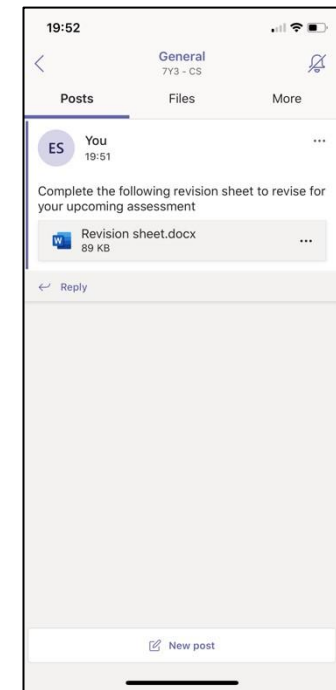 19:52
General
7Y3 - CS
Posts Files More
ES You
19:51
Complete the following revision sheet to revise for
your upcoming assessment
W Revision sheet.docx
89 KB
Reply
New post